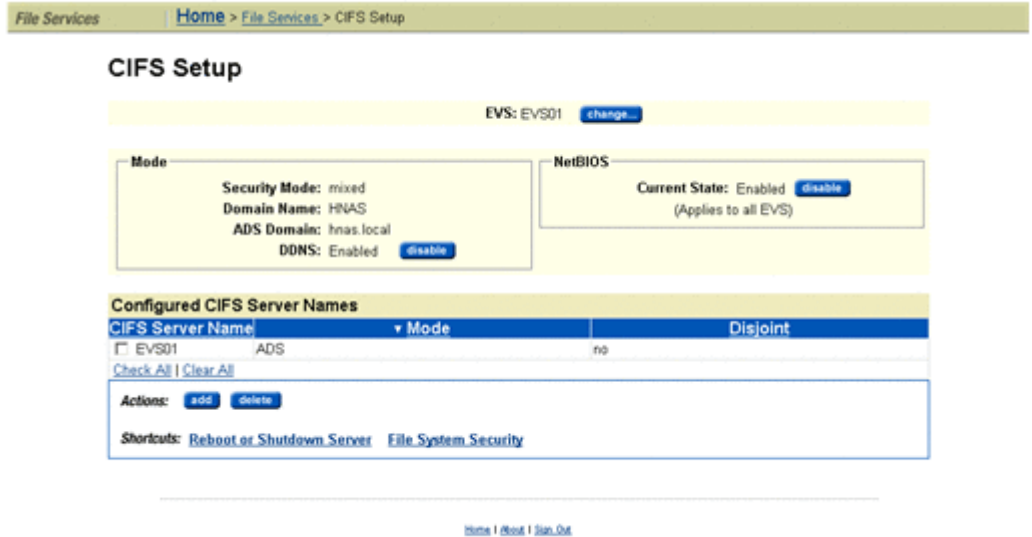 File Services Home > File Services > CIFS Setup
CIFS Setup
EVS: EVS01 change...
Mode
Security Mode: mixed
Domain Name: HNAS
ADS Domain: hnas.local
DDNS: Enabled disable
NetBIOS
Current State: Enabled disable
(Applies to all EVS)
Configured CIFS Server Names
CIFS Server Name ▼ Mode Disjoint
EVS01 ADS no
Check All | Clear All
Actions: add delete
Shortcuts: Reboot or Shutdown Server File System Security
Home | About | Sign Out